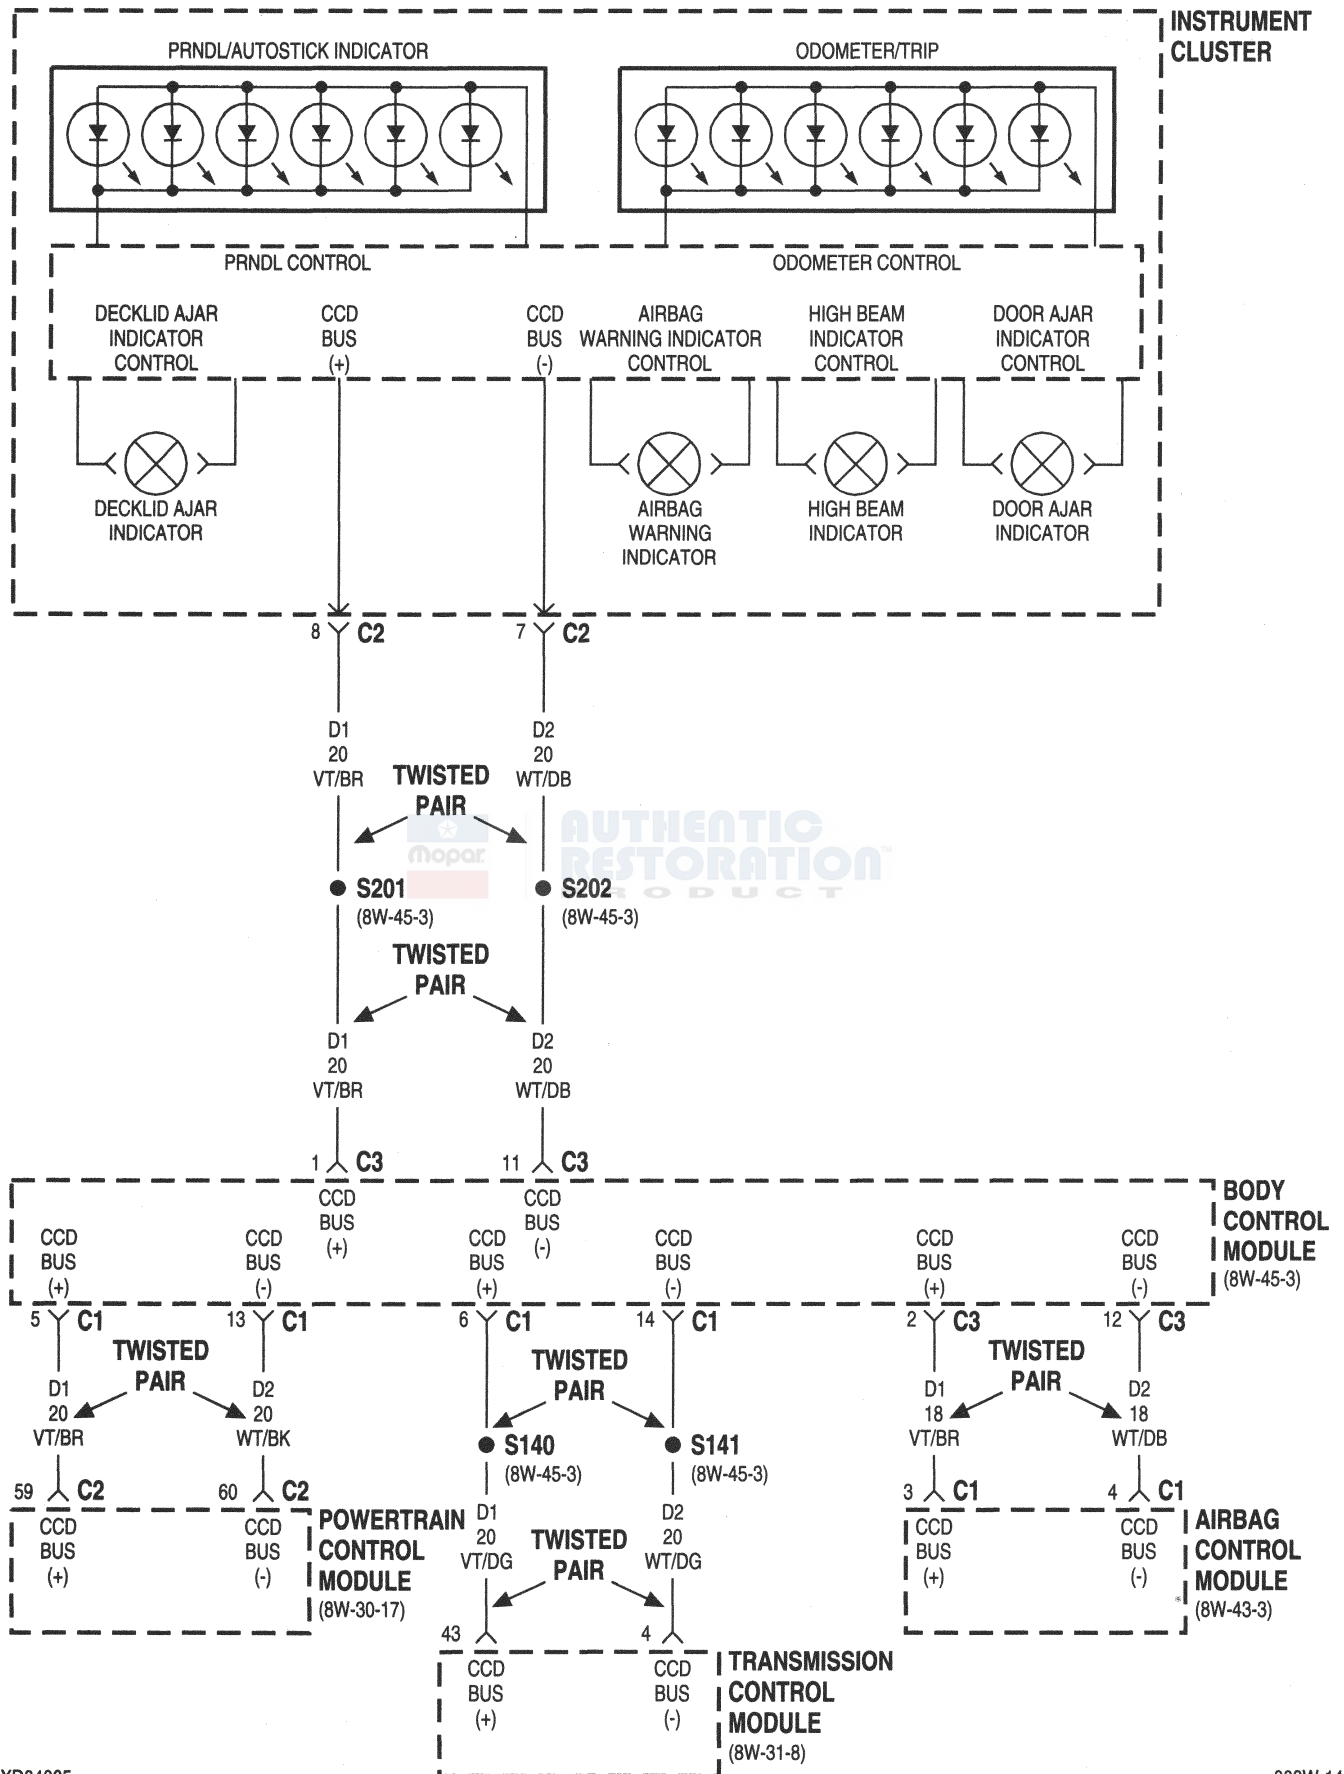 INSTRUMENT
CLUSTER
PRNDL/AUTOSTICK INDICATOR
ODOMETER/TRIP
PRNDL CONTROL
ODOMETER CONTROL
DECKLID AJAR
INDICATOR
CONTROL
CCD
BUS
(+)
CCD
BUS
(-)
AIRBAG
WARNING INDICATOR
CONTROL
HIGH BEAM
INDICATOR
CONTROL
DOOR AJAR
INDICATOR
CONTROL
DECKLID AJAR
INDICATOR
AIRBAG
WARNING
INDICATOR
HIGH BEAM
INDICATOR
DOOR AJAR
INDICATOR
8 C2
7 C2
D1
20
VT/BR
D2
20
WT/DB
TWISTED
PAIR
Mopar
AUTHENTIC
RESTORATION
PRODUCT
S201
(8W-45-3)
S202
(8W-45-3)
TWISTED
PAIR
D1
20
VT/BR
D2
20
WT/DB
1 C3
11 C3
BODY
CONTROL
MODULE
(8W-45-3)
CCD
BUS
(+)
CCD
BUS
(-)
CCD
BUS
(+)
CCD
BUS
(-)
CCD
BUS
(+)
CCD
BUS
(-)
CCD
BUS
(+)
CCD
BUS
(-)
5 C1
13 C1
6 C1
14 C1
2 C3
12 C3
TWISTED
PAIR
TWISTED
PAIR
TWISTED
PAIR
D1
20
VT/BR
D2
20
WT/BK
D1
18
VT/BR
D2
18
WT/DB
S140
(8W-45-3)
S141
(8W-45-3)
59 C2
60 C2
3 C1
4 C1
CCD
BUS
(+)
CCD
BUS
(-)
POWERTRAIN
CONTROL
MODULE
(8W-30-17)
D1
20
VT/DG
D2
20
WT/DG
TWISTED
PAIR
CCD
BUS
(+)
CCD
BUS
(-)
AIRBAG
CONTROL
MODULE
(8W-43-3)
43
4
CCD
BUS
(+)
CCD
BUS
(-)
TRANSMISSION
CONTROL
MODULE
(8W-31-8)